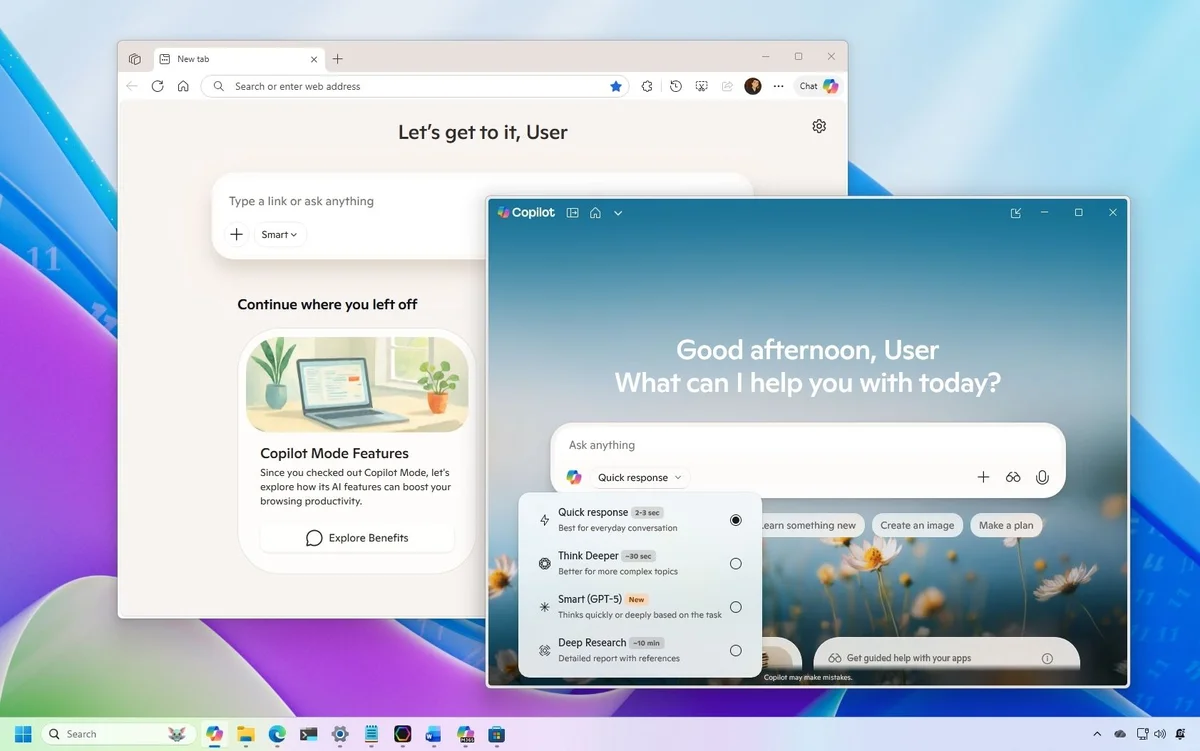 New tab
Search or enter web address
Chat
Let's get to it, User
Type a link or ask anything
Smart
Continue where you left off
Copilot Mode Features
Since you checked out Copilot Mode, let's
explore how its AI features can boost your
browsing productivity.
Explore Benefits
Copilot
Good afternoon, User
What can I help you with today?
Ask anything
Quick response
Quick response 2-3 sec
Best for everyday conversation
Think Deeper ~30 sec
Better for more complex topics
Smart (GPT-5) New
Thinks quickly or deeply based on the task
Deep Research ~10 min
Detailed report with references
earn something new
Create an image
Make a plan
Get guided help with your apps
Copilot may make mistakes.
11
Search
M365